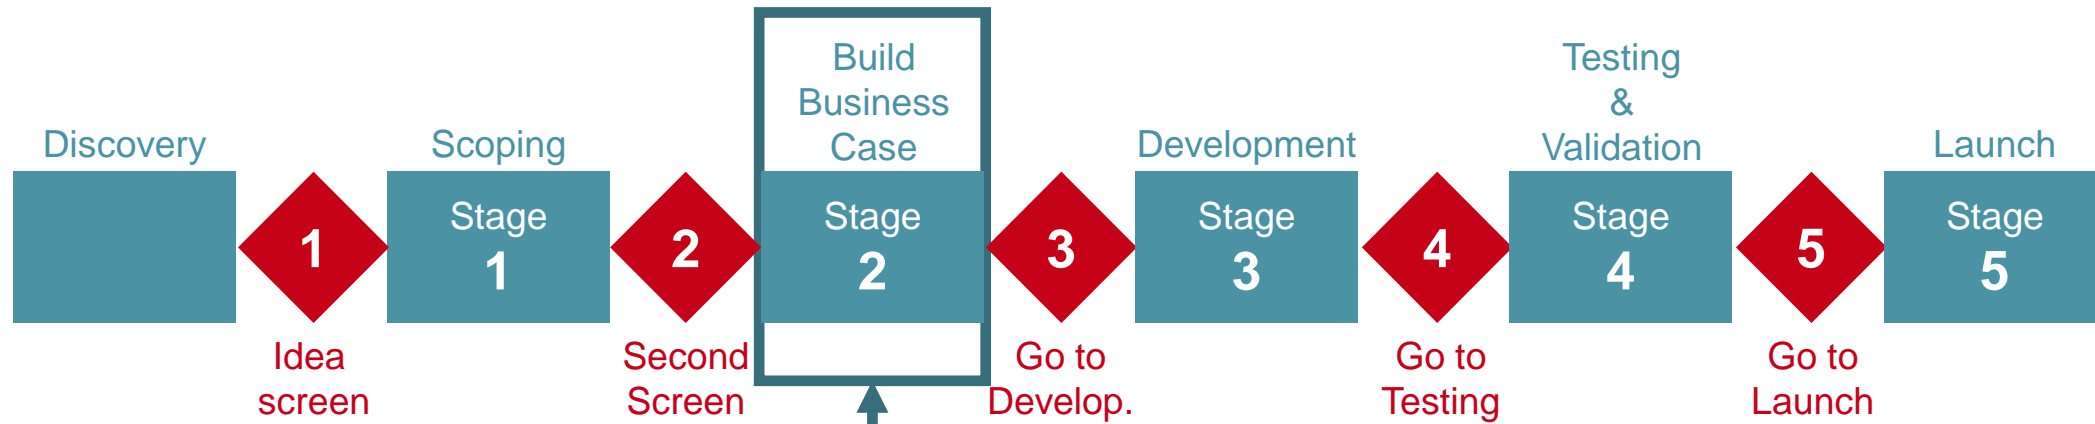 Discovery
1
Idea
screen
Scoping
Stage
1
2
Second
Screen
Build
Business
Case
Stage
2
3
Go to
Develop.
Development
Stage
3
4
Go to
Testing
Testing
&
Validation
Stage
4
5
Go to
Launch
Launch
Stage
5